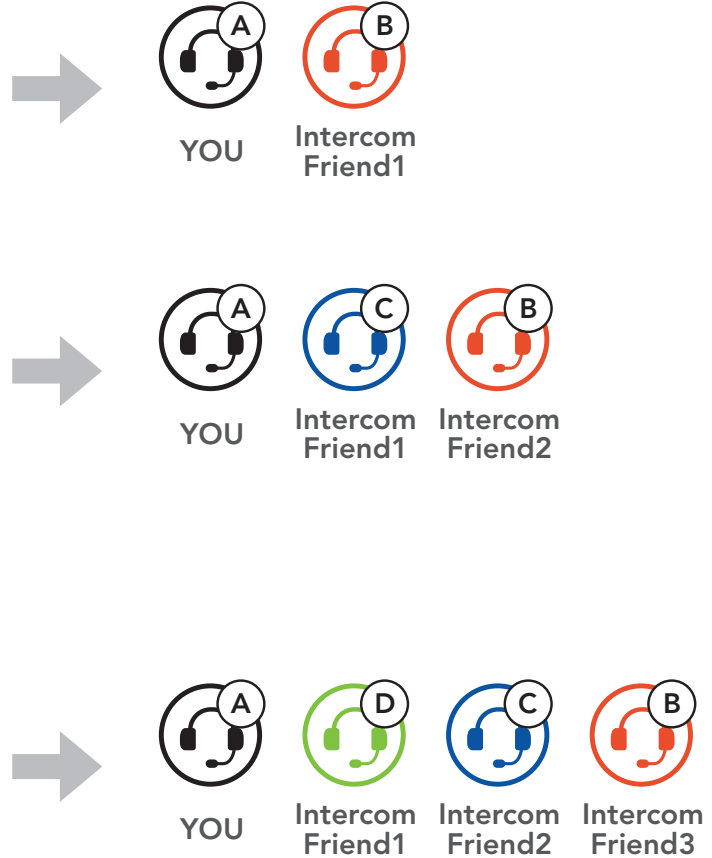 A B
YOU Intercom
Friend1
A C B
YOU Intercom Intercom
Friend1 Friend2
A D C B
YOU Intercom Intercom Intercom
Friend1 Friend2 Friend3